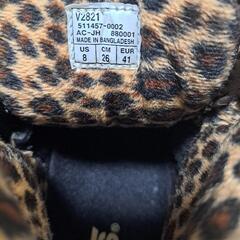 V2821
511457-0002
AC-JH 880001
MADE IN BANGLADESH
US CM EUR
8 26 41